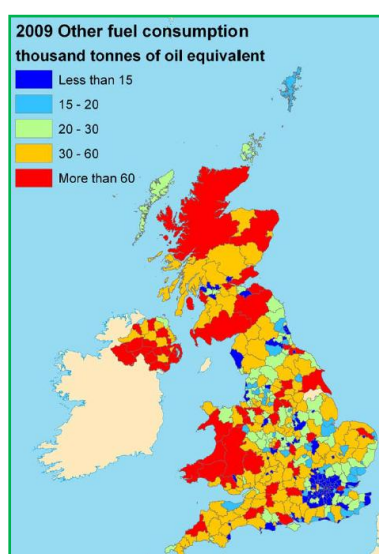 2009 Other fuel consumption
thousand tonnes of oil equivalent
Less than 15
15 - 20
20 - 30
30 - 60
More than 60